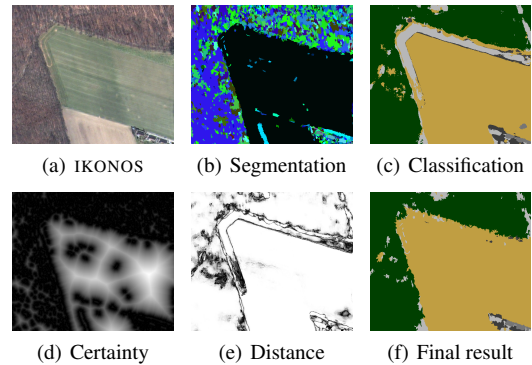 (a) IKONOS (b) Segmentation (c) Classification
(d) Certainty (e) Distance (f) Final result